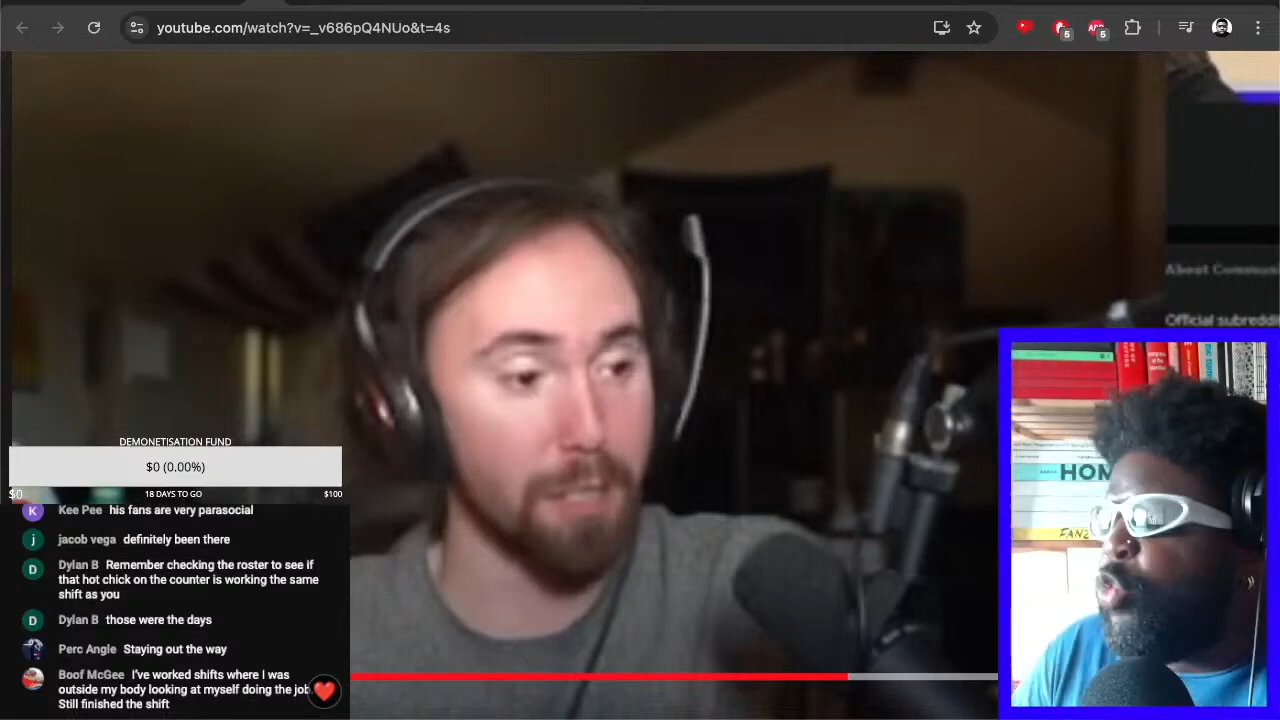 youtube.com/watch?v=_v686pQ4NUo&t=4s
5
5
About Communi
Official subreddi
DEMONETISATION FUND
$0 (0.00%)
$0
18 DAYS TO GO
$100
K
Kee Pee his fans are very parasocial
j
jacob vega definitely been there
D
Dylan B Remember checking the roster to see if
that hot chick on the counter is working the same
shift as you
D
Dylan B those were the days
Perc Angle Staying out the way
Boof McGee I've worked shifts where I was
outside my body looking at myself doing the job.
Still finished the shift
HOM
FANZ